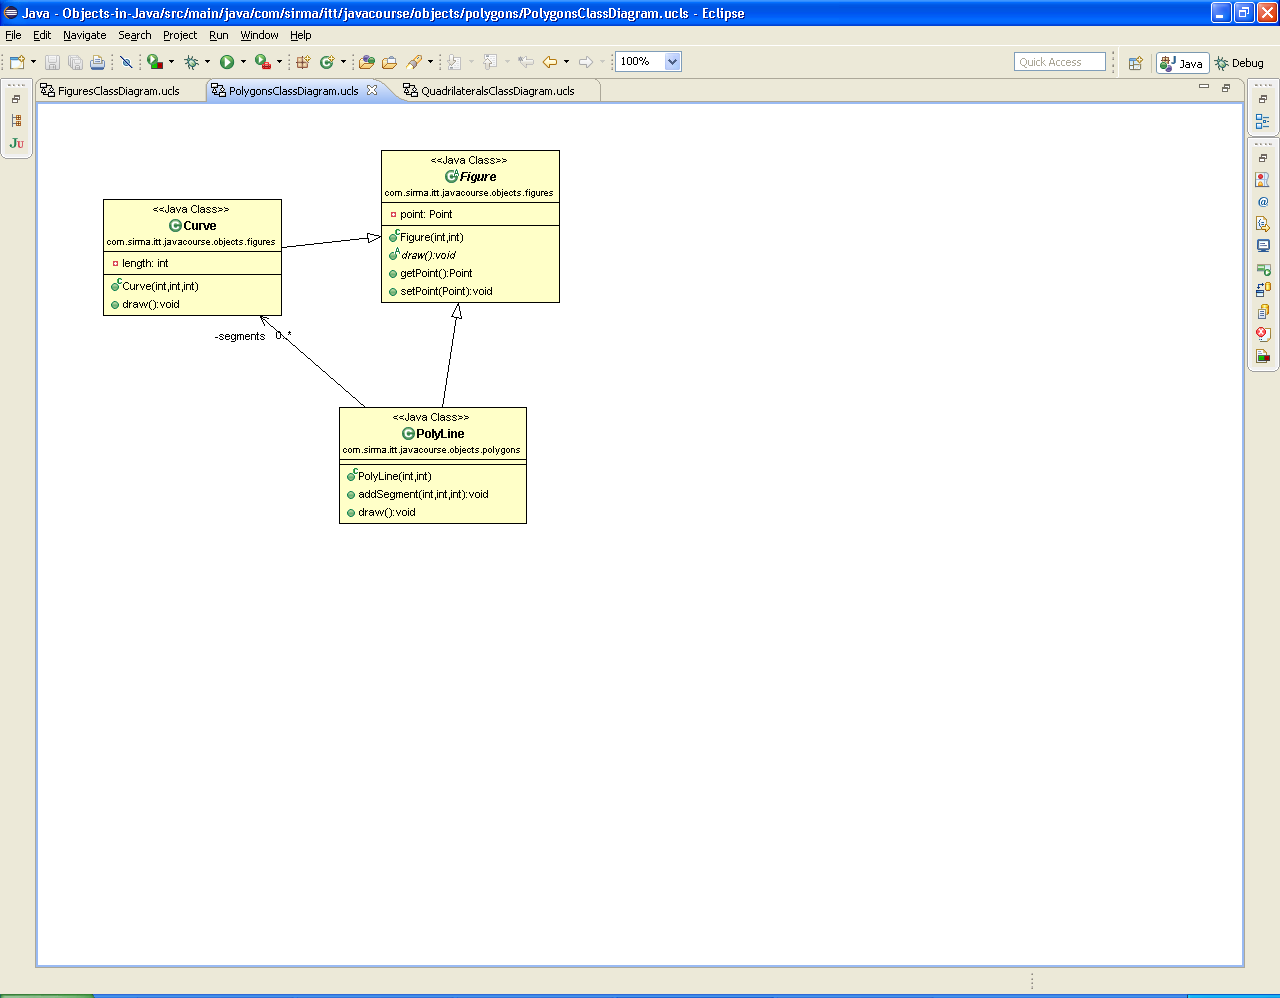 Java - Objects-in-Java/src/main/java/com/sirma/itt/javacourse/objects/polygons/PolygonsClassDiagram.ucls - Eclipse
File Edit Navigate Search Project Run Window Help
100%
Quick Access
Java
Debug
FiguresClassDiagram.ucls
PolygonsClassDiagram.ucls
QuadrilateralsClassDiagram.ucls
JU
<<Java Class>>
Figure
com.sirma.itt.javacourse.objects.figures
point: Point
Figure(int,int)
draw():void
getPoint():Point
setPoint(Point):void
<<Java Class>>
Curve
com.sirma.itt.javacourse.objects.figures
length: int
Curve(int,int,int)
draw():void
-segments 0..*
<<Java Class>>
PolyLine
com.sirma.itt.javacourse.objects.polygons
PolyLine(int,int)
addSegment(int,int,int):void
draw():void